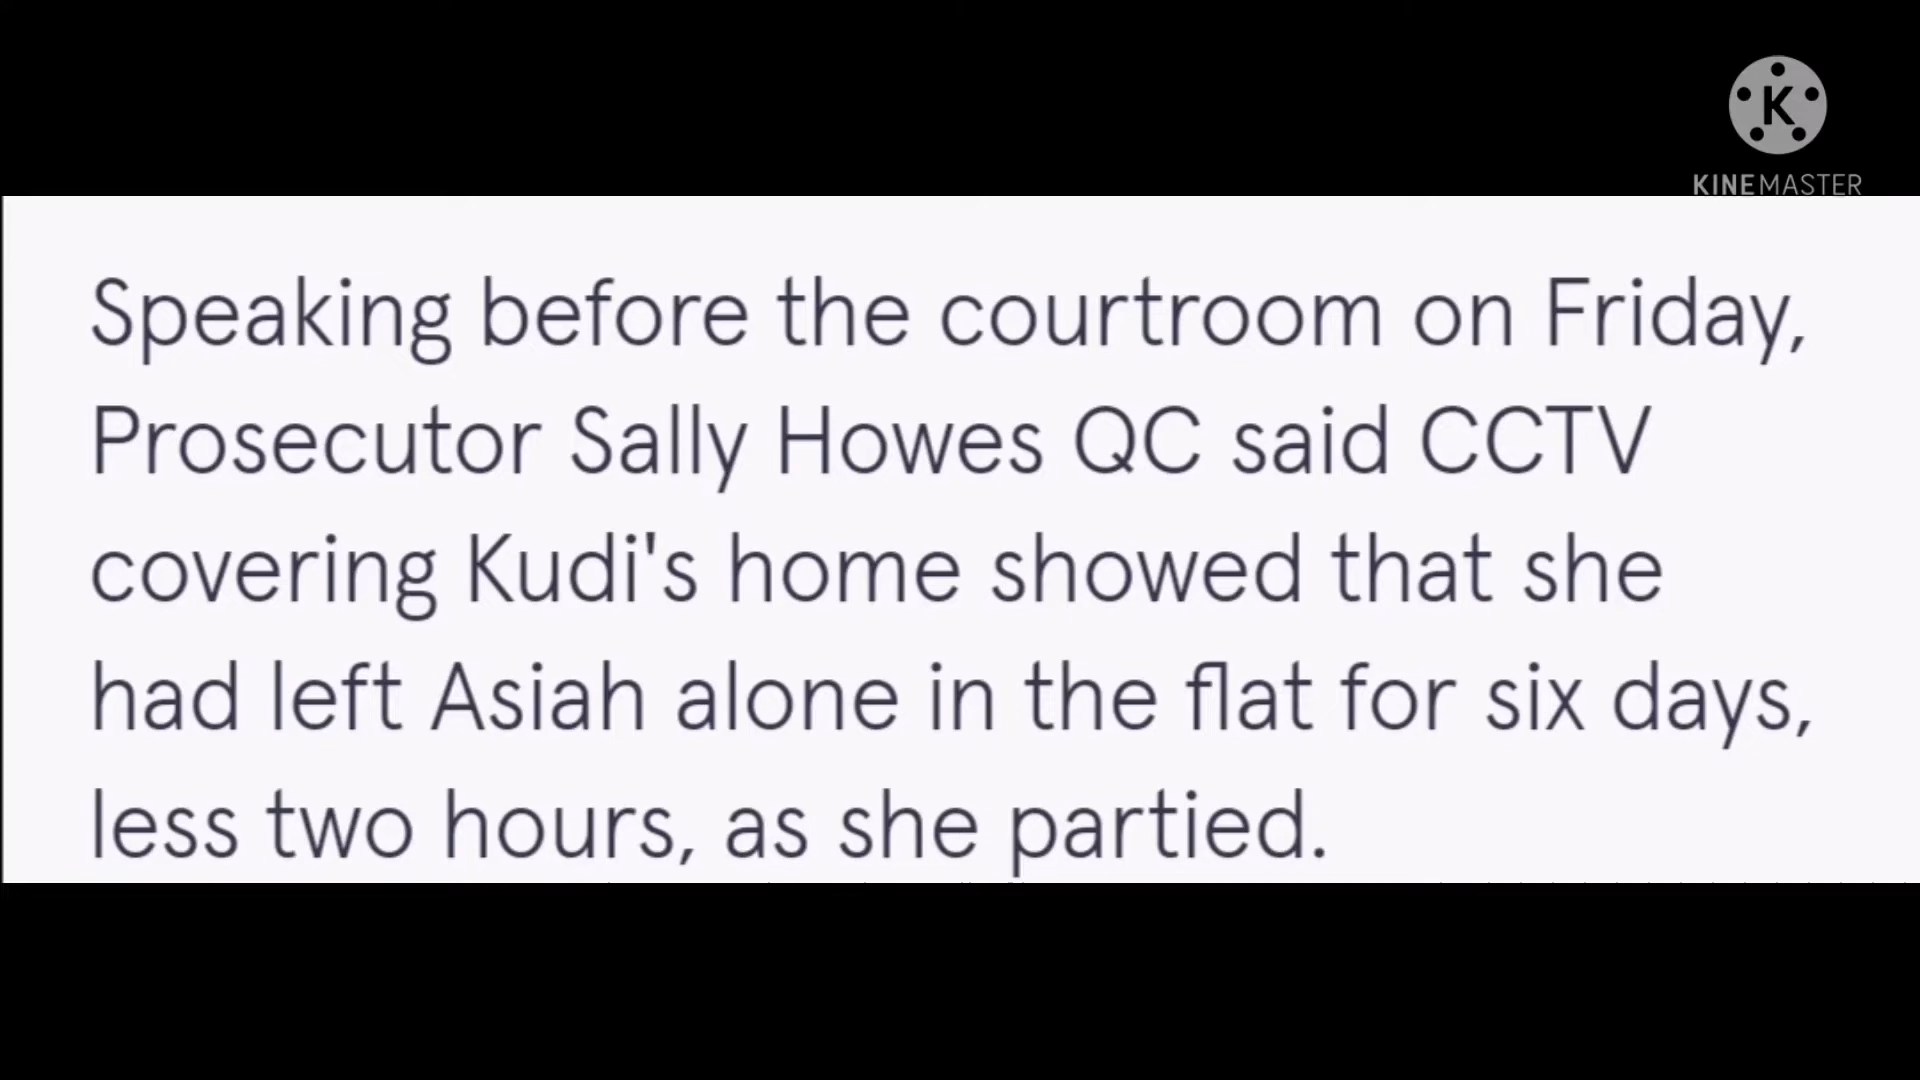 K
KINEMASTER
Speaking before the courtroom on Friday,
Prosecutor Sally Howes QC said CCTV
covering Kudi's home showed that she
had left Asiah alone in the flat for six days,
less two hours, as she partied.